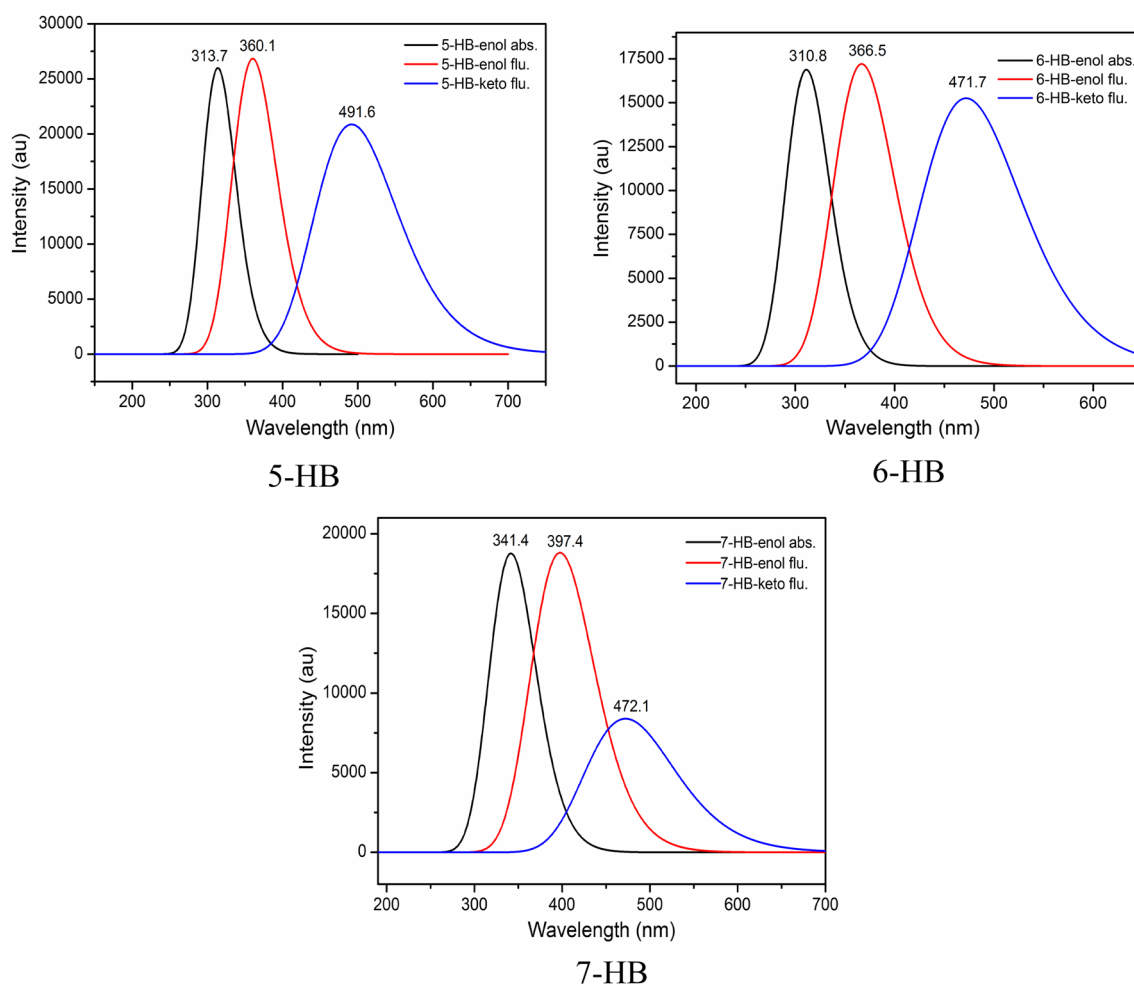 30000
25000
20000
15000
10000
5000
0
Intensity (au)
313.7
360.1
491.6
5-HB-enol abs.
5-HB-enol flu.
5-HB-keto flu.
200 300 400 500 600 700
Wavelength (nm)
5-HB
17500
15000
12500
10000
7500
5000
2500
0
Intensity (au)
310.8
366.5
471.7
6-HB-enol abs.
6-HB-enol flu.
6-HB-keto flu.
200 300 400 500 600
Wavelength (nm)
6-HB
20000
15000
10000
5000
0
Intensity (au)
341.4
397.4
472.1
7-HB-enol abs.
7-HB-enol flu.
7-HB-keto flu.
200 300 400 500 600 700
Wavelength (nm)
7-HB